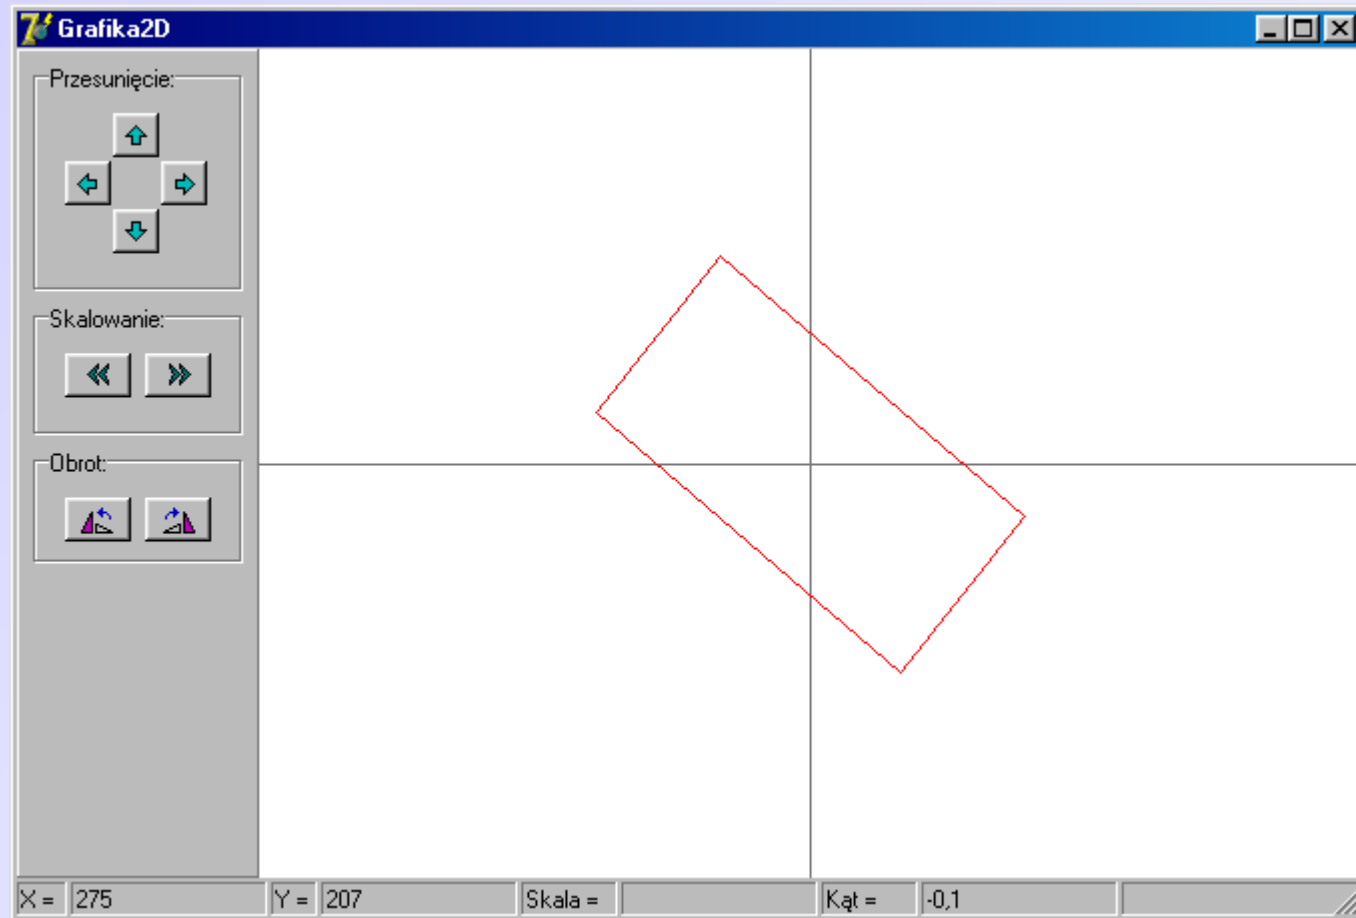 Grafika2D
Przesunięcie:
Skalowanie:
Obrot:
X = 275 Y = 207 Skala = Kąt = -0,1